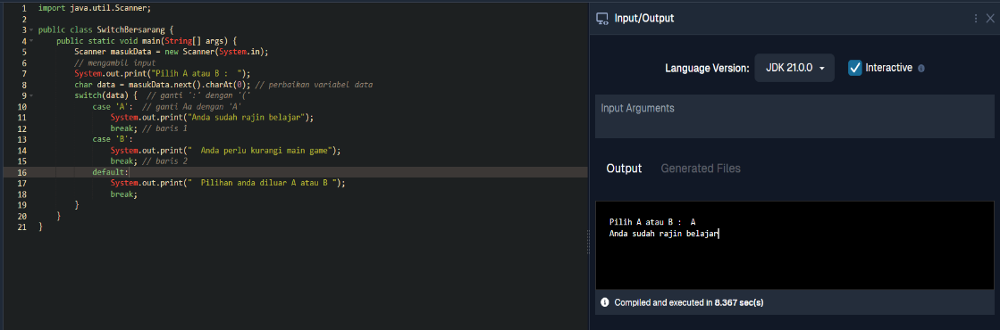 1 import java.util.Scanner;
2
3 public class SwitchBersarang {
4 public static void main(String[] args) {
5 Scanner masukData = new Scanner(System.in);
6 // mengambil input
7 System.out.print("Pilih A atau B :  ");
8 char data = masukData.next().charAt(0); // perbaikan variabel data
9 switch(data) {  // ganti ':' dengan '('
10 case 'A':  // ganti Aa dengan 'A'
11 System.out.print("Anda sudah rajin belajar");
12 break; // baris 1
13 case 'B':
14 System.out.print("  Anda perlu kurangi main game");
15 break; // baris 2
16 default:
17 System.out.print("  Pilihan anda diluar A atau B ");
18 break;
19 }
20 }
21 }
Input/Output
Language Version: JDK 21.0.0 Interactive
Input Arguments
Output Generated Files
Pilih A atau B :  A
Anda sudah rajin belajar
Compiled and executed in 8.367 sec(s)